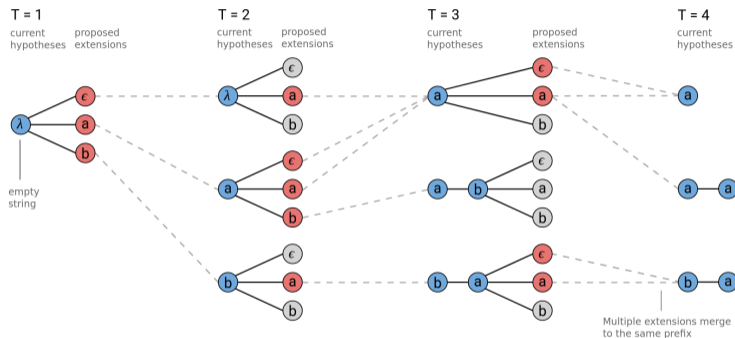 T = 1
T = 2
T = 3
T = 4
current hypotheses
proposed extensions
current hypotheses
proposed extensions
current hypotheses
proposed extensions
current hypotheses
λ
ϵ
a
b
empty
string
λ
ϵ
a
b
a
ϵ
a
b
b
ϵ
a
b
a
ϵ
a
b
a
b
ϵ
a
b
b
a
ϵ
a
b
a
a
a
b
a
Multiple extensions merge
to the same prefix